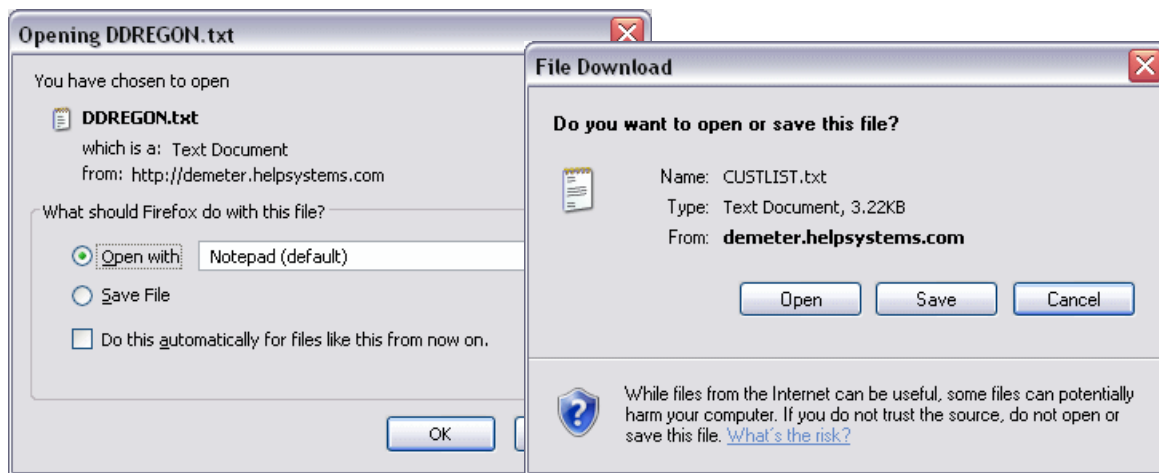 Opening DDREGON.txt
You have chosen to open
DDREGON.txt
which is a: Text Document
from: http://demeter.helpsystems.com
What should Firefox do with this file?
Open with
Notepad (default)
Save File
Do this automatically for files like this from now on.
OK
File Download
Do you want to open or save this file?
Name: CUSTLIST.txt
Type: Text Document, 3.22KB
From: demeter.helpsystems.com
Open
Save
Cancel
While files from the Internet can be useful, some files can potentially
harm your computer. If you do not trust the source, do not open or
save this file. What's the risk?